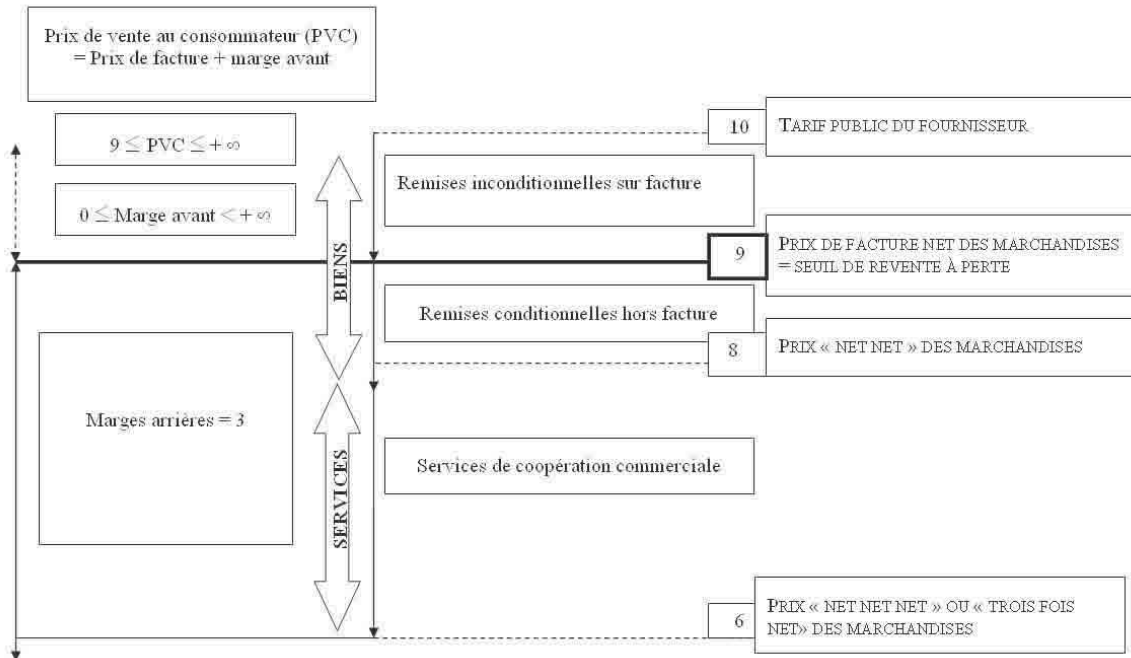 Prix de vente au consommateur (PVC)
= Prix de facture + marge avant
9 ≤ PVC ≤ + ∞
0 ≤ Marge avant < + ∞
10
TARIF PUBLIC DU FOURNISSEUR
Remises inconditionnelles sur facture
BIENS
9
PRIX DE FACTURE NET DES MARCHANDISES
= SEUIL DE REVENTE À PERTE
Remises conditionnelles hors facture
8
PRIX « NET NET » DES MARCHANDISES
Marges arrières = 3
SERVICES
Services de coopération commerciale
6
PRIX « NET NET NET » OU « TROIS FOIS
NET» DES MARCHANDISES